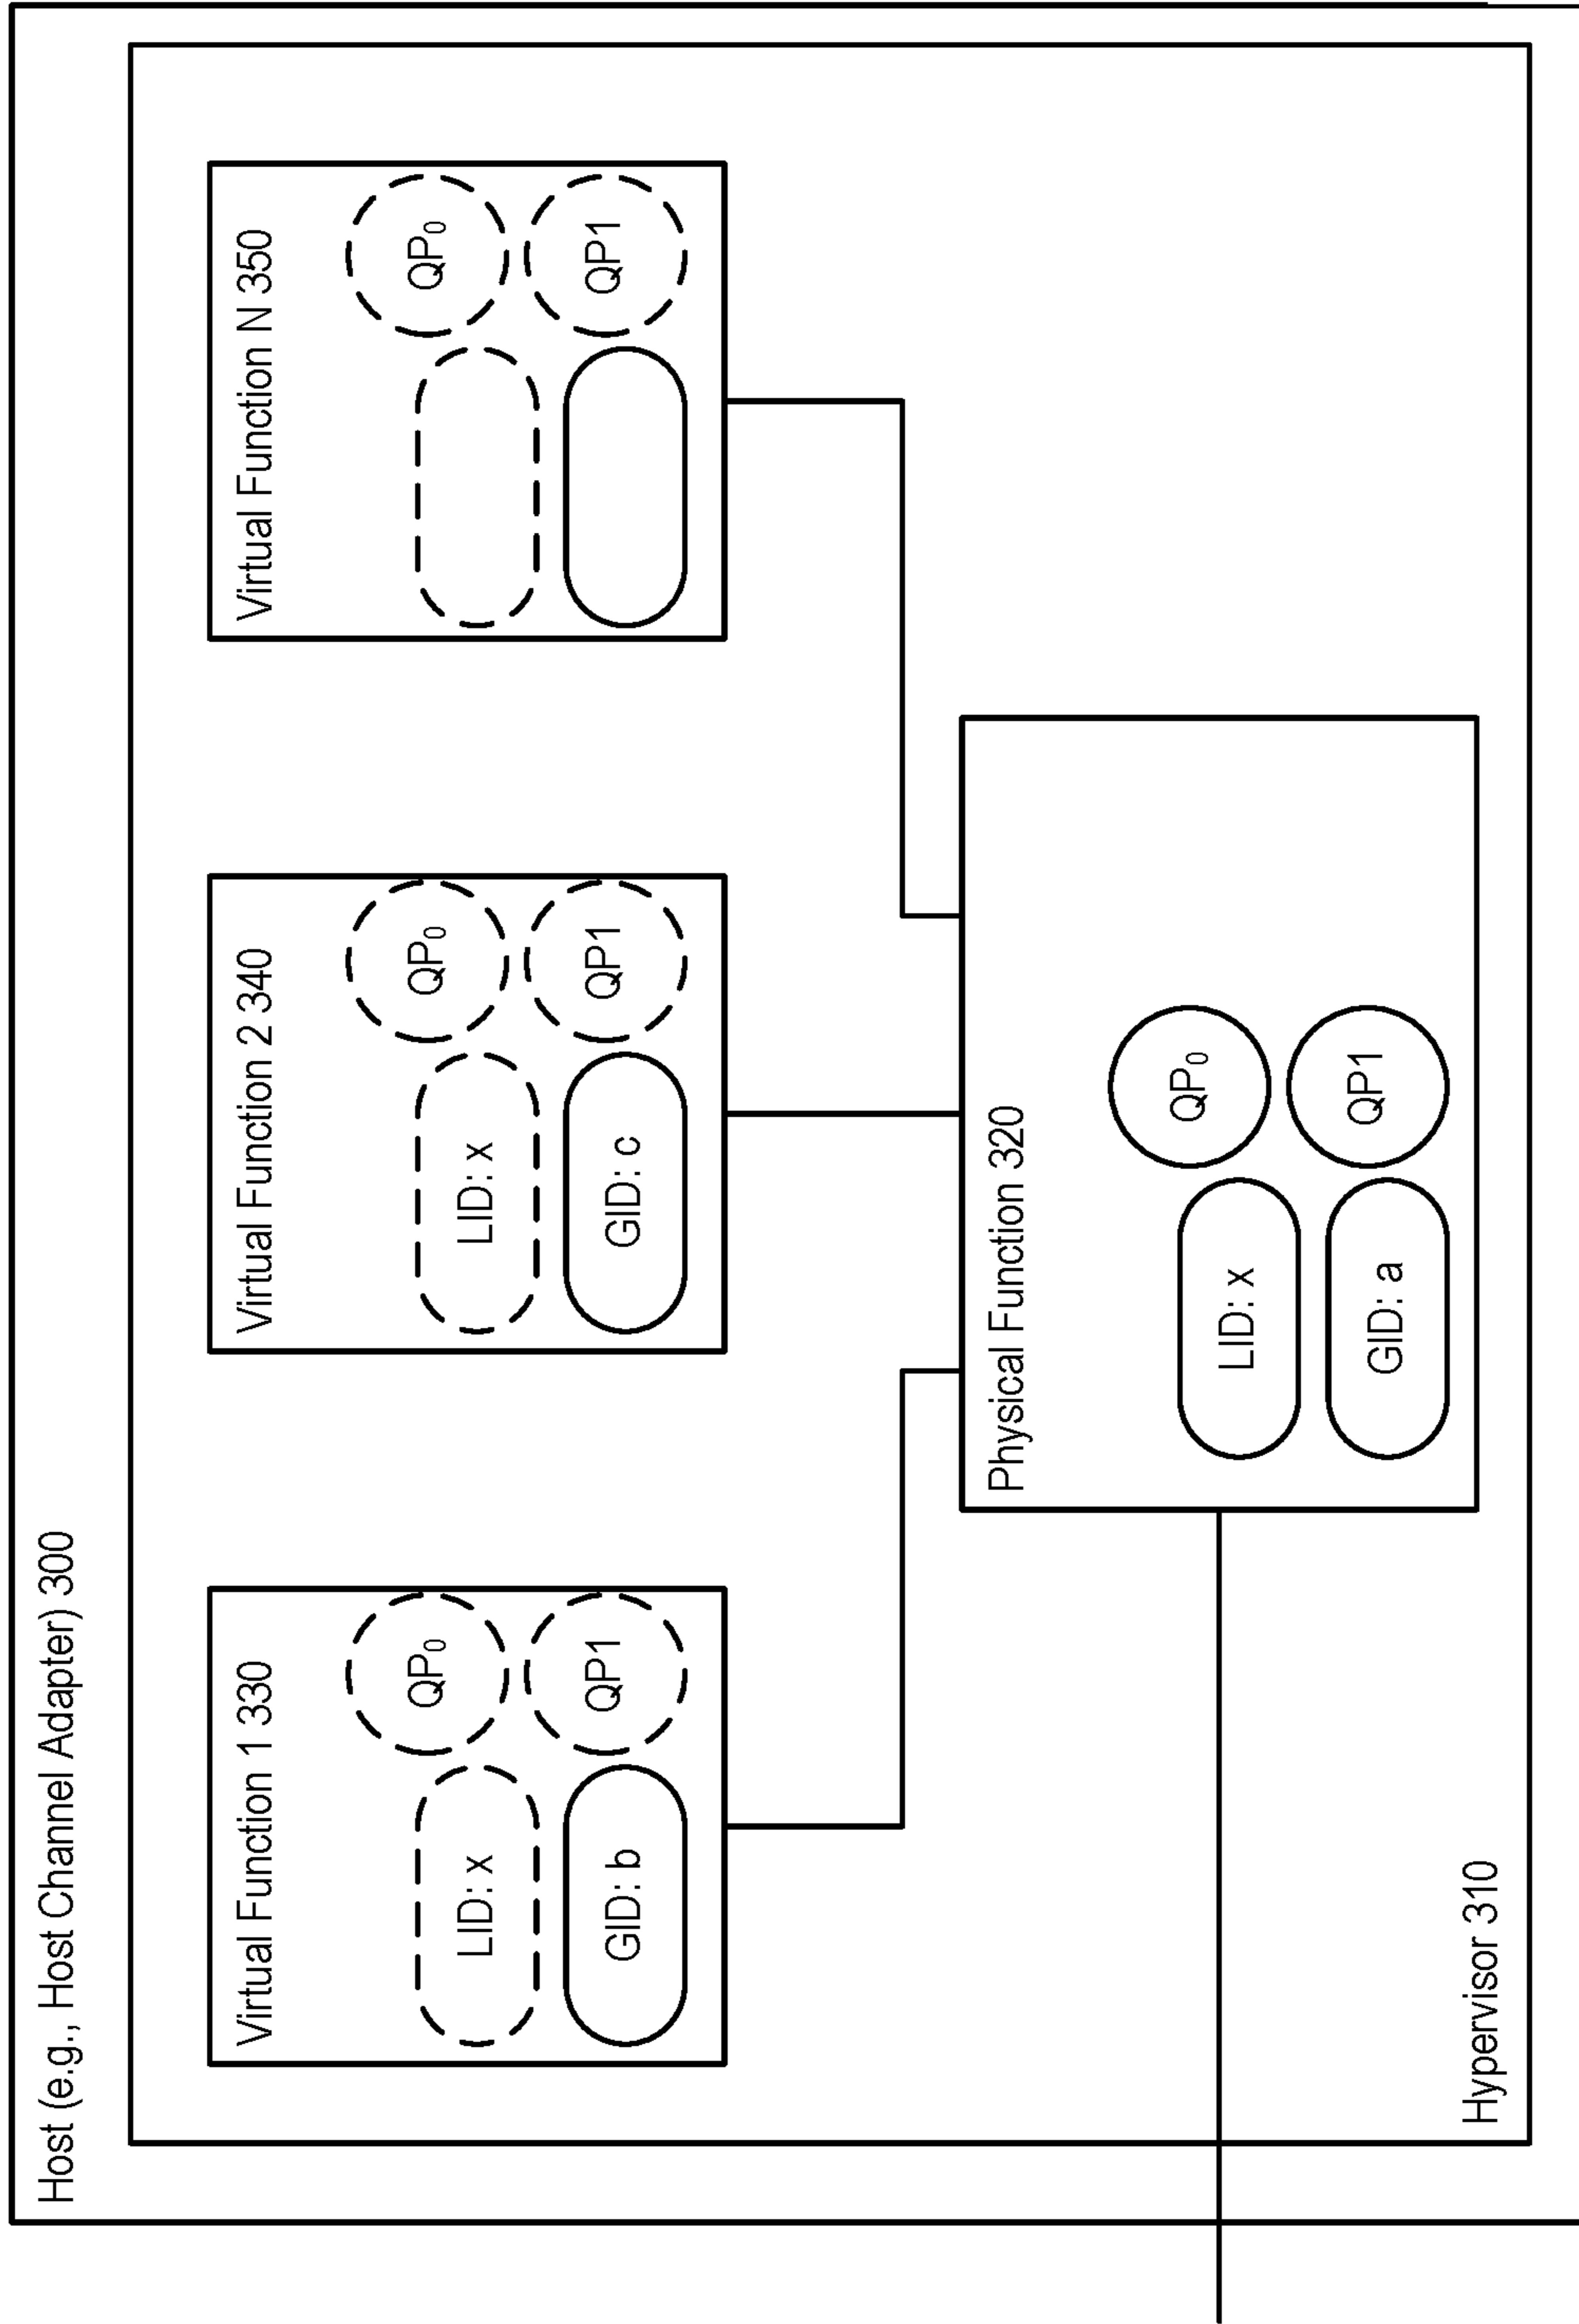 Host (e.g., Host Channel Adapter) 300
Virtual Function 1 330
QP0
LID: x
QP1
GID: b
Virtual Function 2 340
QP0
LID: x
QP1
GID: c
Virtual Function N 350
QP0
QP1
Physical Function 320
QP0
LID: x
QP1
GID: a
Hypervisor 310